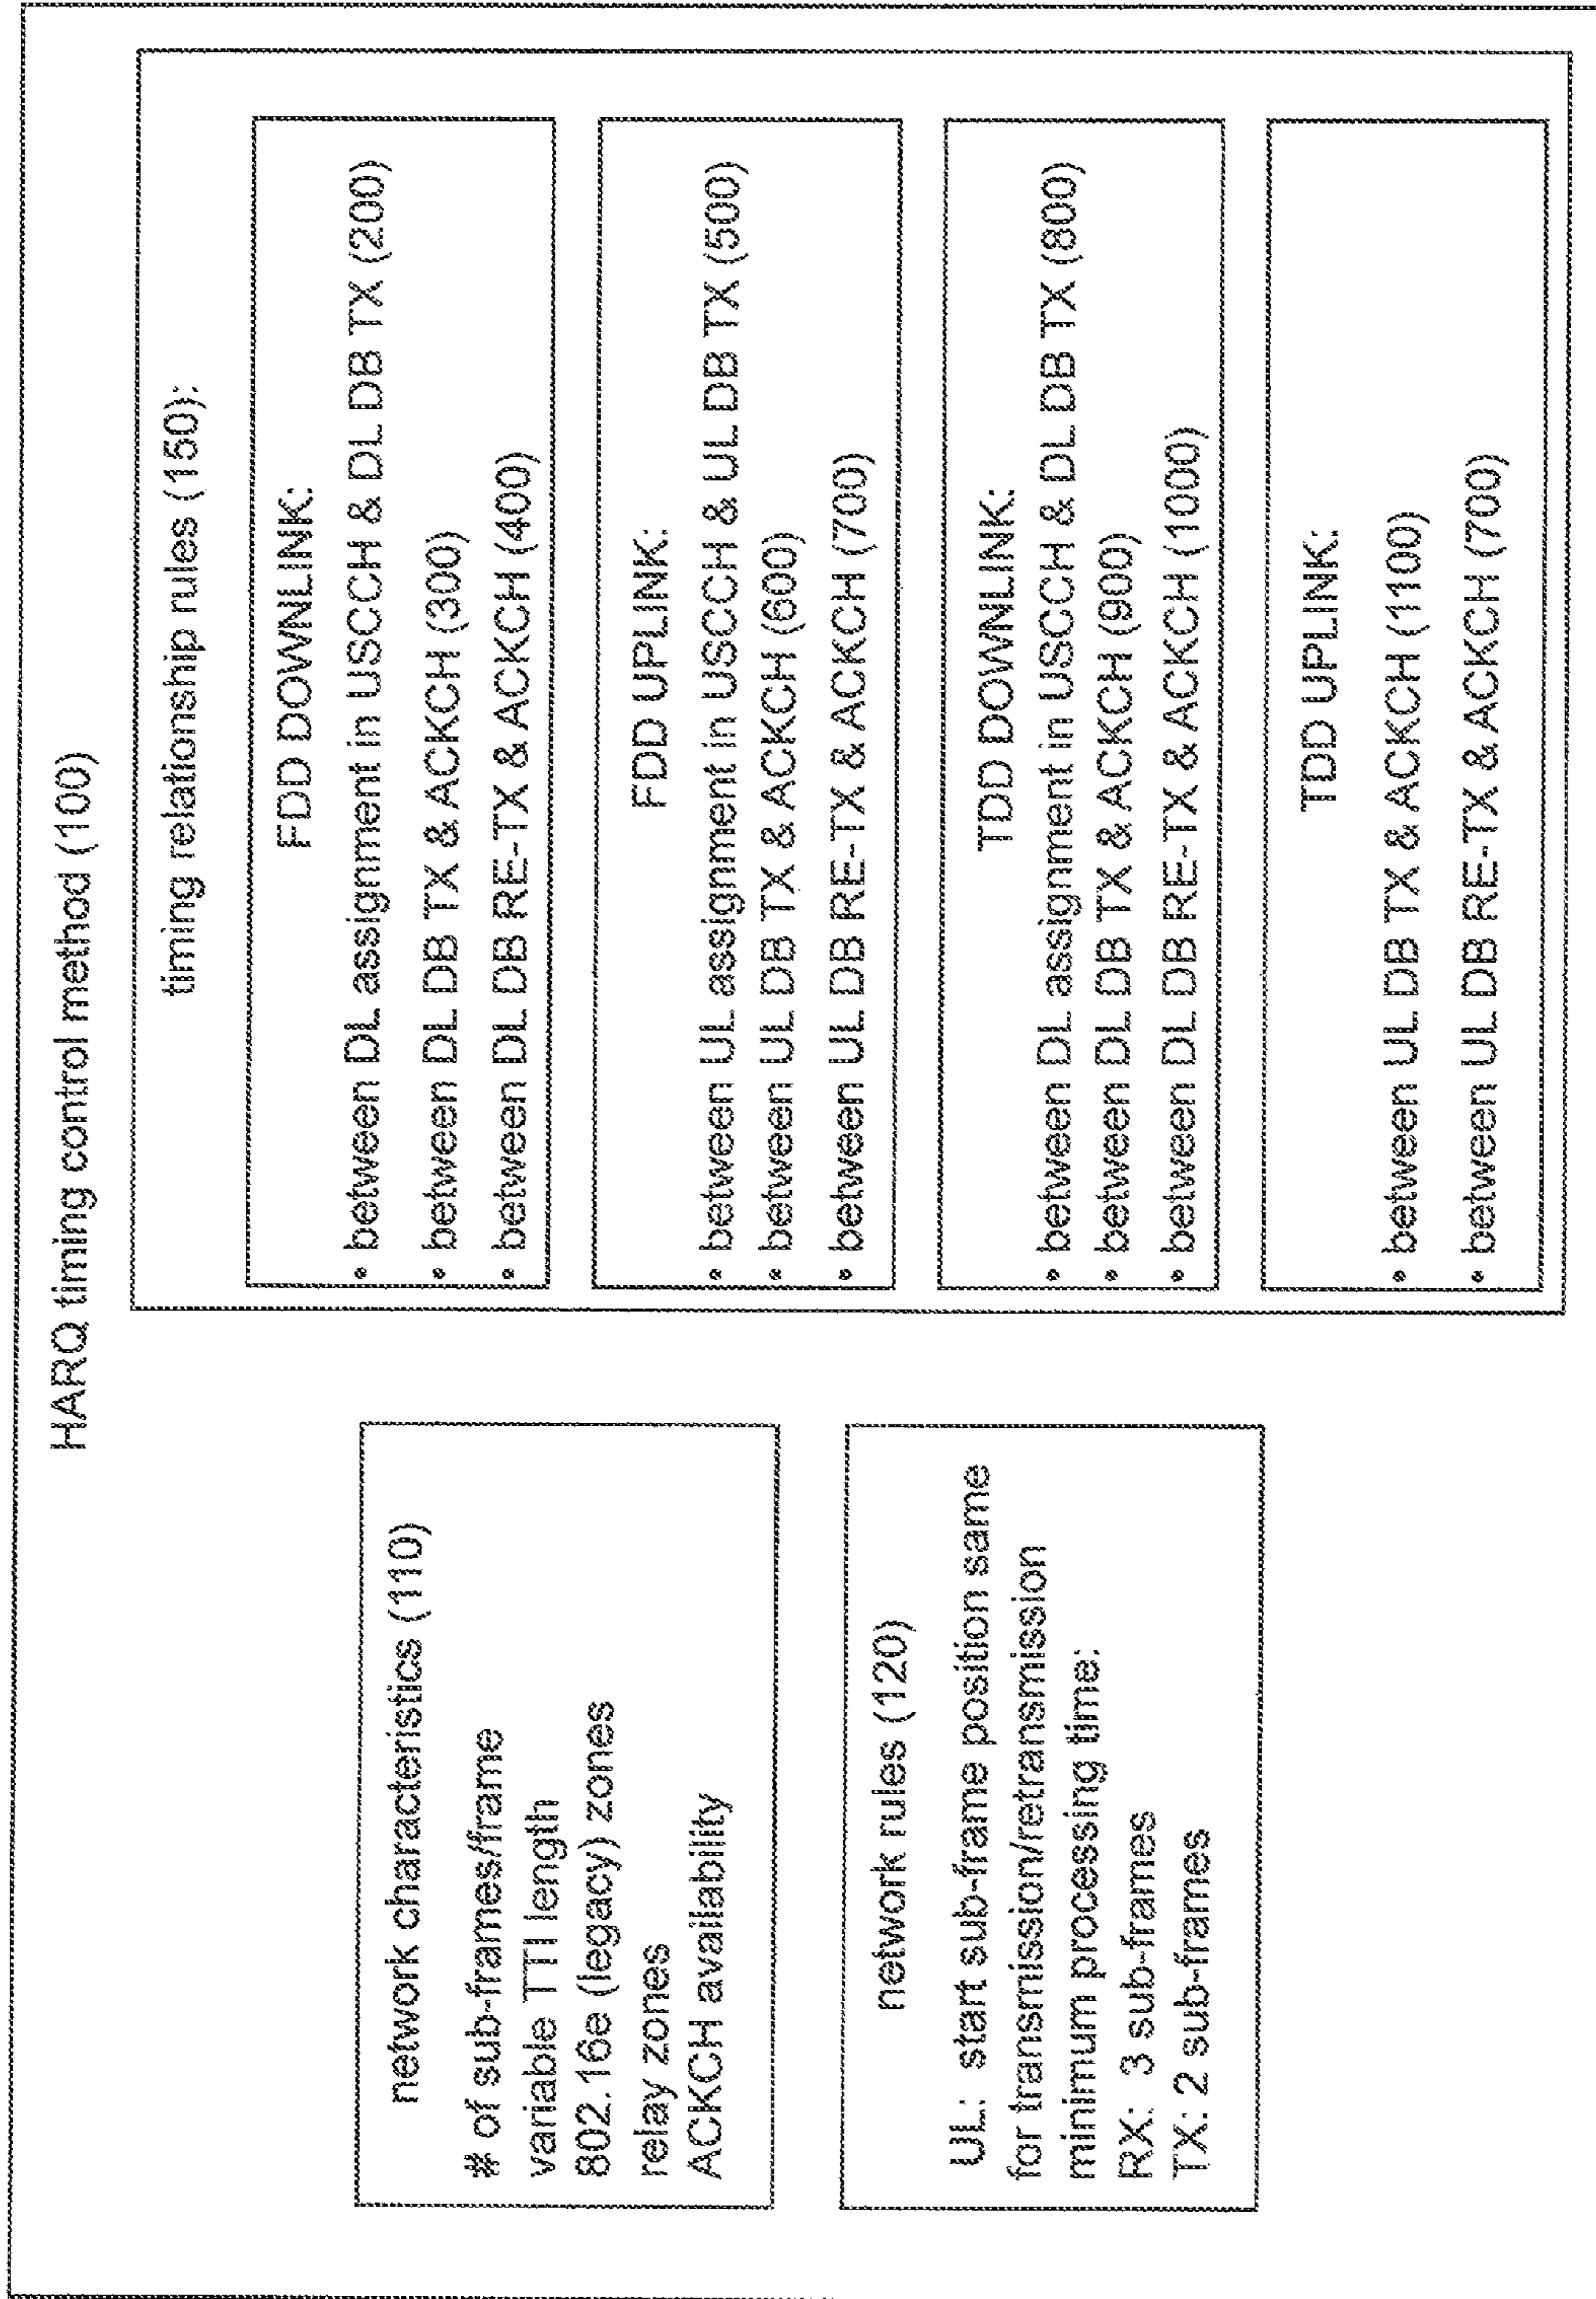 HARQ timing control method (100)
network characteristics (110)
# of sub-frames/frame
variable TTI length
802.16e (legacy) zones
relay zones
ACKCH availability
network rules (120)
UL: start sub-frame position same
for transmission/retransmission
minimum processing time:
RX: 3 sub-frames
TX: 2 sub-frames
timing relationship rules (150):
FDD DOWNLINK:
• between DL assignment in USCCH & DL DB TX (200)
• between DL DB TX & ACKCH (300)
• between DL DB RE-TX & ACKCH (400)
FDD UPLINK:
• between UL assignment in USCCH & UL DB TX (500)
• between UL DB TX & ACKCH (600)
• between UL DB RE-TX & ACKCH (700)
TDD DOWNLINK:
• between DL assignment in USCCH & DL DB TX (800)
• between DL DB TX & ACKCH (900)
• between DL DB RE-TX & ACKCH (1000)
TDD UPLINK:
• between UL DB TX & ACKCH (1100)
• between UL DB RE-TX & ACKCH (700)